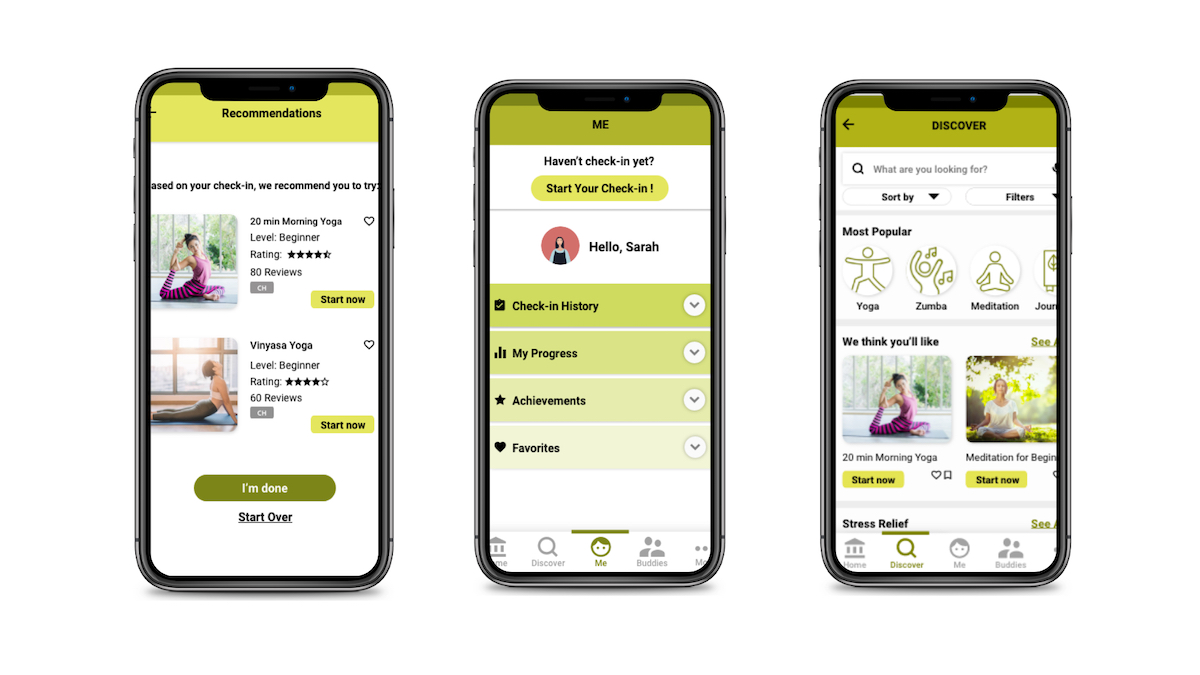 Recommendations
ased on your check-in, we recommend you to try:
20 min Morning Yoga
Level: Beginner
Rating:
80 Reviews
CH
Start now
Vinyasa Yoga
Level: Beginner
Rating:
60 Reviews
CH
Start now
I'm done
Start Over
ME
Haven't check-in yet?
Start Your Check-in !
Hello, Sarah
Check-in History
My Progress
Achievements
Favorites
me Discover Me Buddies Mo
DISCOVER
What are you looking for?
Sort by Filters
Most Popular
Yoga Zumba Meditation Jour
We think you'll like See A
20 min Morning Yoga Meditation for Begin
Start now Start now
Stress Relief See A
Home Discover Me Buddies